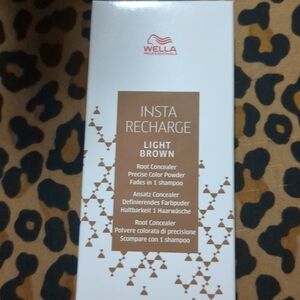 WELLA
PROFESSIONALS
INSTA
RECHARGE
LIGHT
BROWN
Root Concealer
Precise Color Powder
Fades in 1 shampoo
Ansatz Concealer
Definierendes Farbpuder
Haltbarkeit 1 Haarwäsche
Root Concealer
Polvere colorata di precisione
Scompare con 1 shampoo